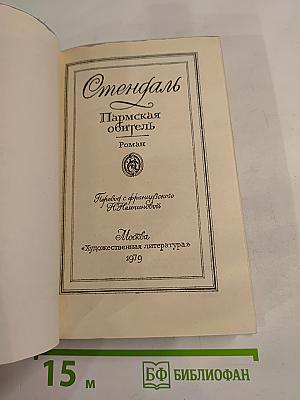 Стендаль
Пармская
обитель
Роман
Перевод с французского
Н.Немчиновой
Москва
«Художественная литература»
1979
15 м
БФ БИБЛИОФАН